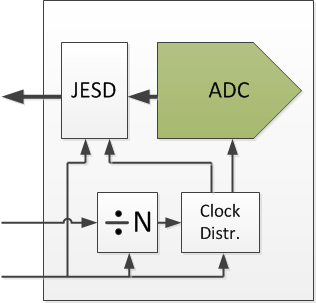 JESD
ADC
÷ N
Clock
Distr.